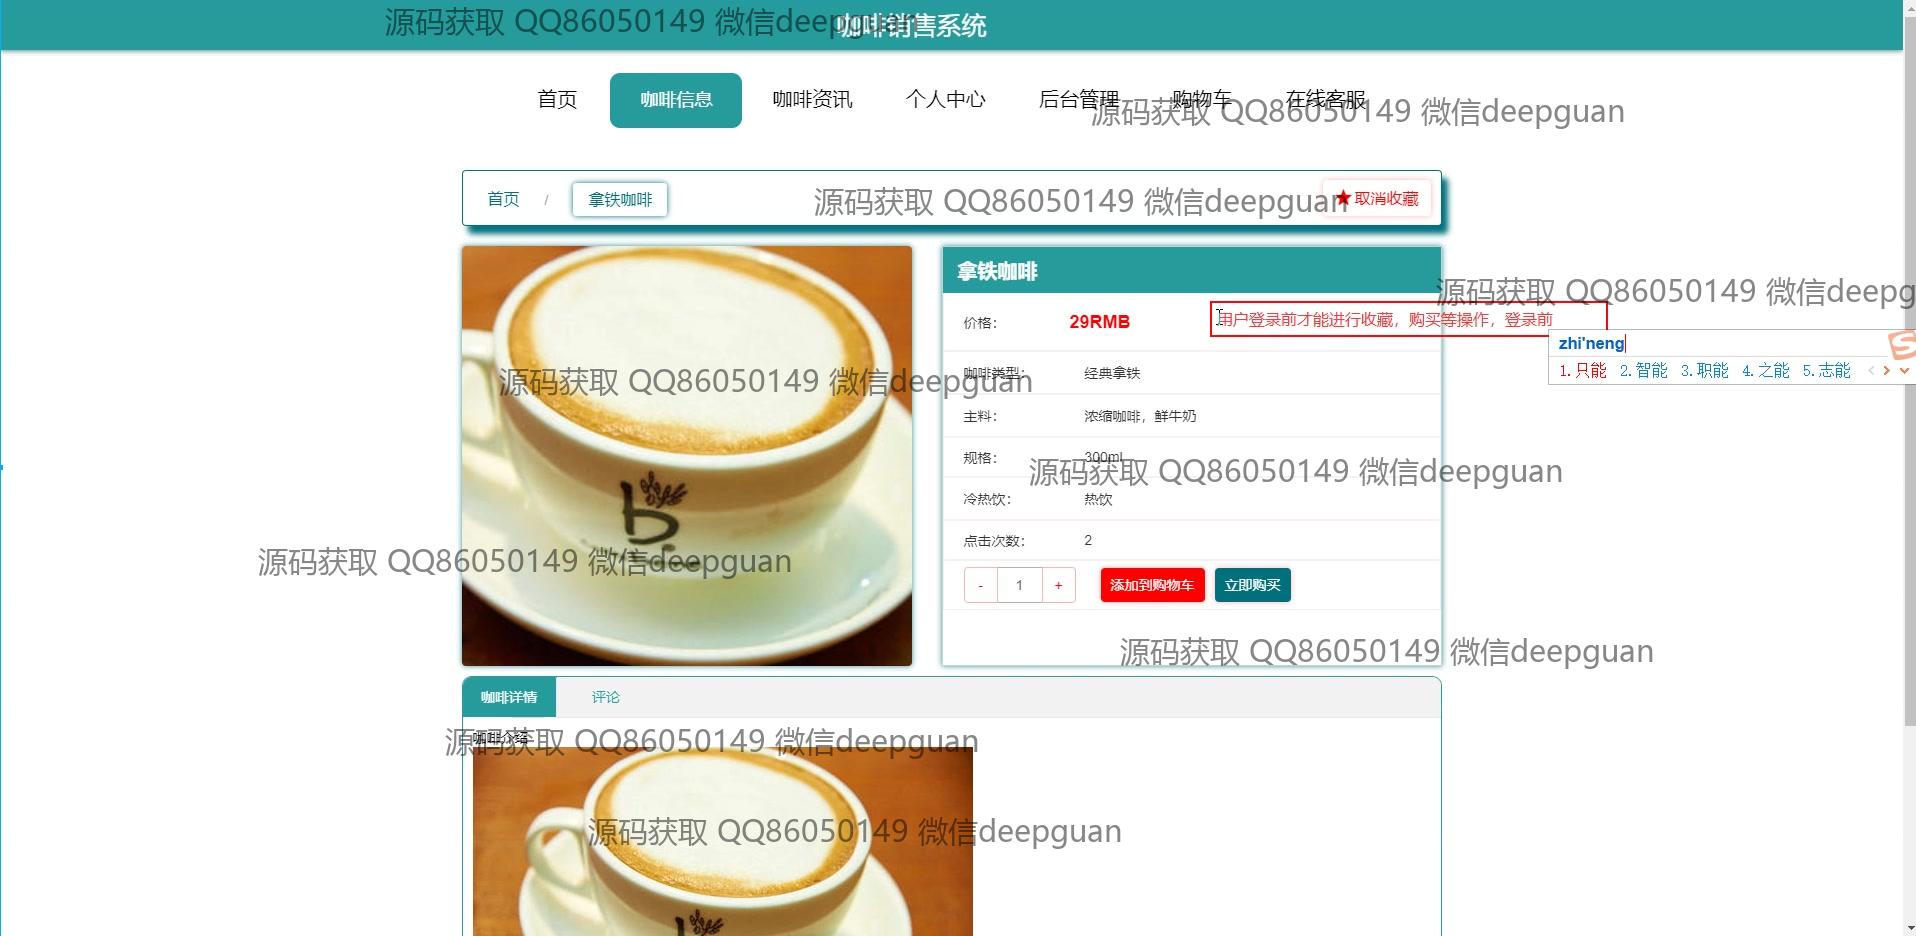 源码获取 QQ86050149 微信deepguan
咖啡销售系统
首页 咖啡信息 咖啡资讯 个人中心 后台管理 购物车 在线客服
源码获取 QQ86050149 微信deepguan
首页 / 拿铁咖啡 ★取消收藏
源码获取 QQ86050149 微信deepguan
拿铁咖啡
源码获取 QQ86050149 微信deepg
价格: 29RMB
用户登录前才能进行收藏，购买等操作，登录前
zhi'neng
1.只能 2.智能 3.职能 4.之能 5.志能
咖啡类型: 经典拿铁
源码获取 QQ86050149 微信deepguan
主料: 浓缩咖啡，鲜牛奶
规格: 300ml
源码获取 QQ86050149 微信deepguan
冷热饮: 热饮
点击次数: 2
源码获取 QQ86050149 微信deepguan
- 1 + 添加到购物车 立即购买
源码获取 QQ86050149 微信deepguan
咖啡详情 评论
咖啡介绍
源码获取 QQ86050149 微信deepguan
源码获取 QQ86050149 微信deepguan
b